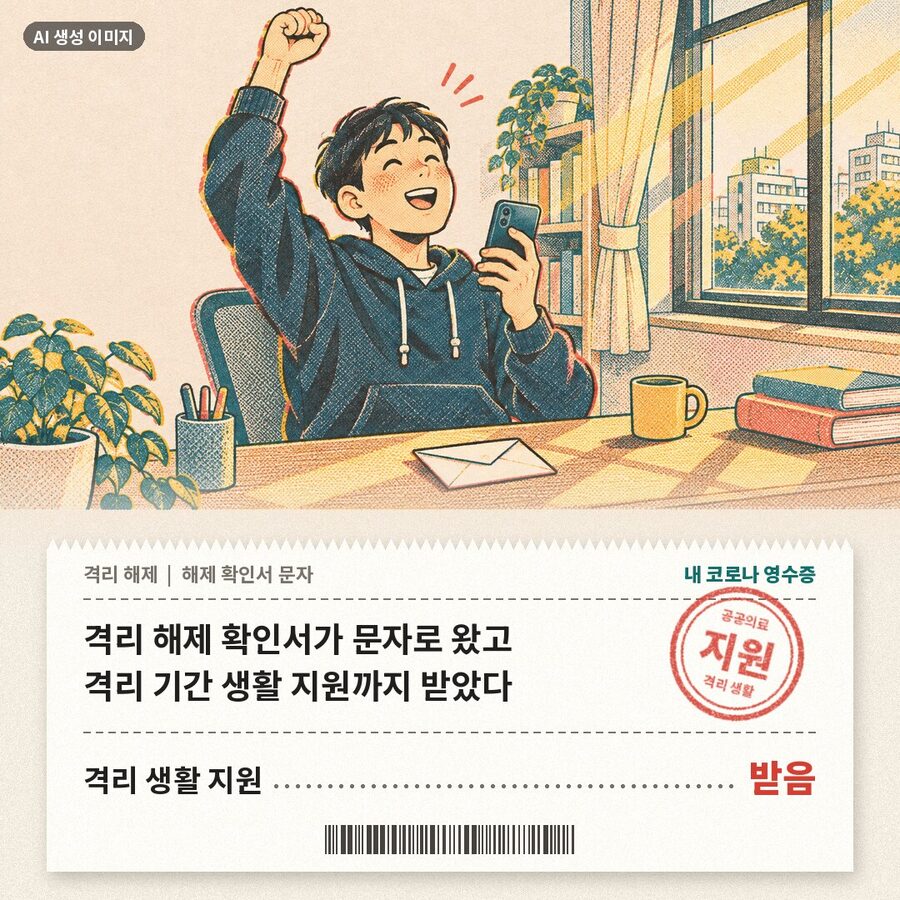 AI 생성 이미지
격리 해제 | 해제 확인서 문자
내 코로나 영수증
격리 해제 확인서가 문자로 왔고
격리 기간 생활 지원까지 받았다
공공의료
지원
격리 생활
격리 생활 지원 받음